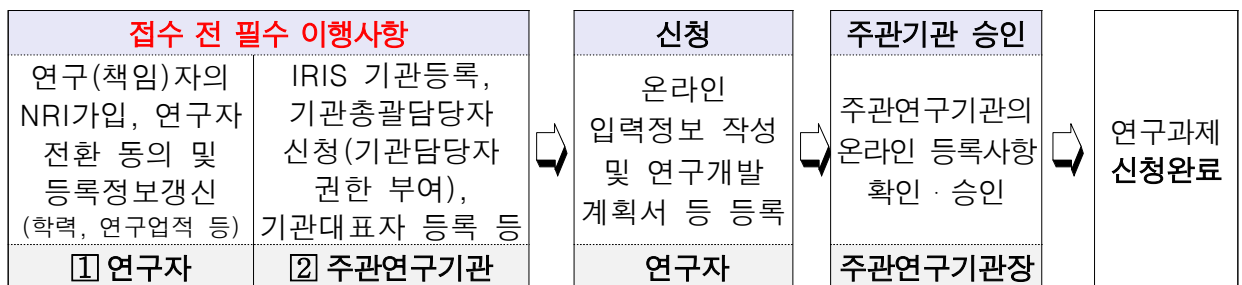 접수 전 필수 이행사항
연구(책임)자의
NRI가입, 연구자
전환 동의 및
등록정보갱신
(학력, 연구업적 등)
1 연구자
IRIS 기관등록,
기관총괄담당자
신청(기관담당자
권한 부여),
기관대표자 등록 등
2 주관연구기관
신청
온라인
입력정보 작성
및 연구개발
계획서 등 등록
연구자
주관기관 승인
주관연구기관의
온라인 등록사항
확인 · 승인
주관연구기관장
연구과제
신청완료